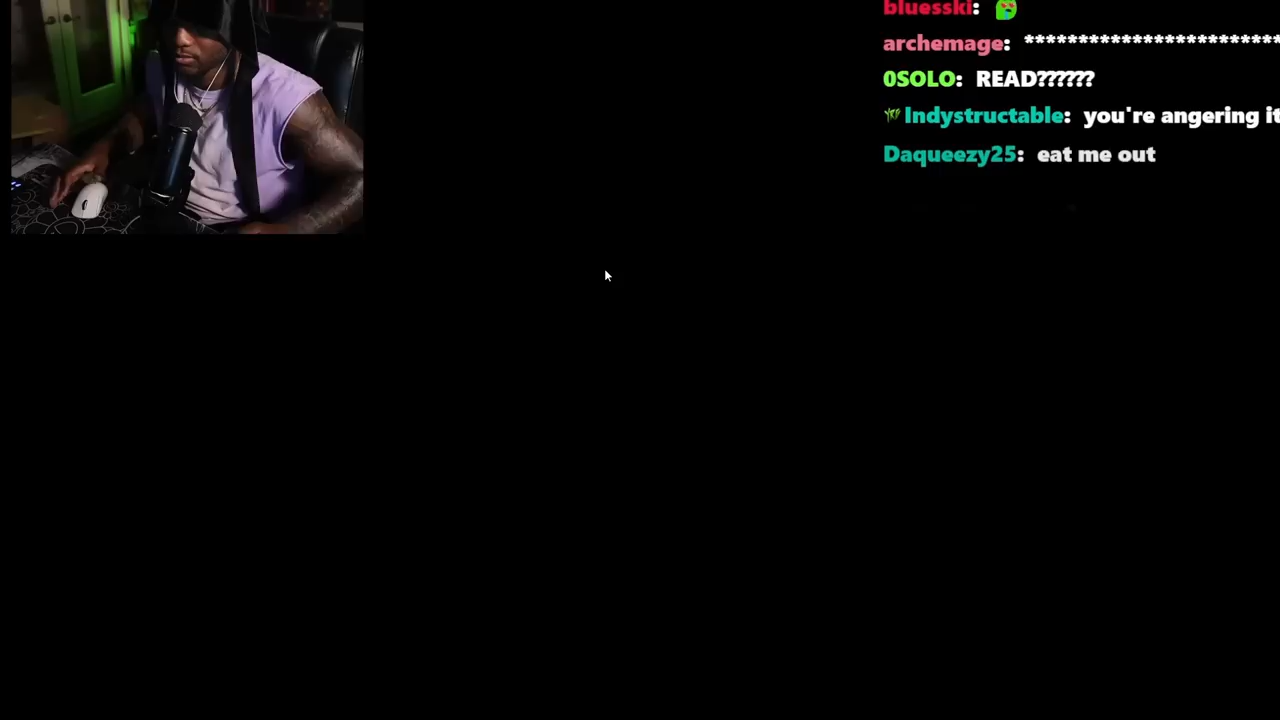 bluesski:
archemage: ************************
0SOLO: READ??????
Indystructable: you're angering it
Daqueezy25: eat me out